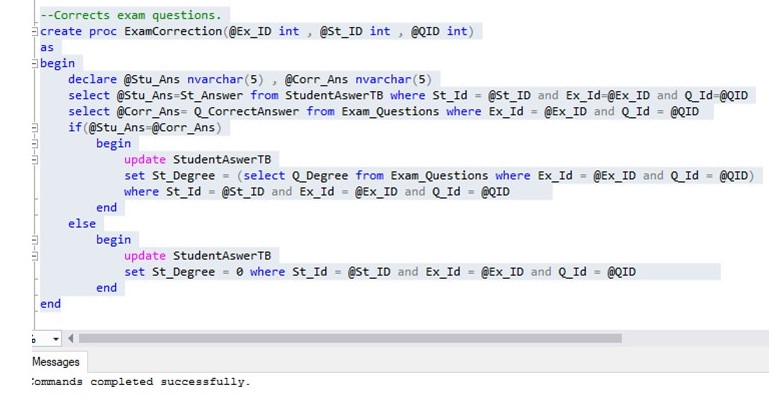 --Corrects exam questions.
create proc ExamCorrection(@Ex_ID int , @St_ID int , @QID int)
as
begin
declare @Stu_Ans nvarchar(5) , @Corr_Ans nvarchar(5)
select @Stu_Ans=St_Answer from StudentAswerTB where St_Id = @St_ID and Ex_Id=@Ex_ID and Q_Id=@QID
select @Corr_Ans= Q_CorrectAnswer from Exam_Questions where Ex_Id = @Ex_ID and Q_Id = @QID
if(@Stu_Ans=@Corr_Ans)
begin
update StudentAswerTB
set St_Degree = (select Q_Degree from Exam_Questions where Ex_Id = @Ex_ID and Q_Id = @QID)
where St_Id = @St_ID and Ex_Id = @Ex_ID and Q_Id = @QID
end
else
begin
update StudentAswerTB
set St_Degree = 0 where St_Id = @St_ID and Ex_Id = @Ex_ID and Q_Id = @QID
end
end
Messages
Commands completed successfully.